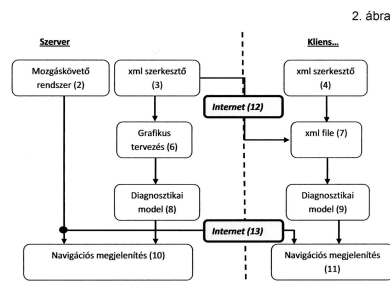 2. ábra
Szerver
Kliens...
Mozgáskövető
rendszer (2)
xml szerkesztő
(3)
xml szerkesztő
(4)
Internet (12)
Grafikus
tervezés (6)
xml file (7)
Diagnosztikai
model (8)
Diagnosztikai
model (9)
Internet (13)
Navigációs megjelenítés (10)
Navigációs megjelenítés
(11)